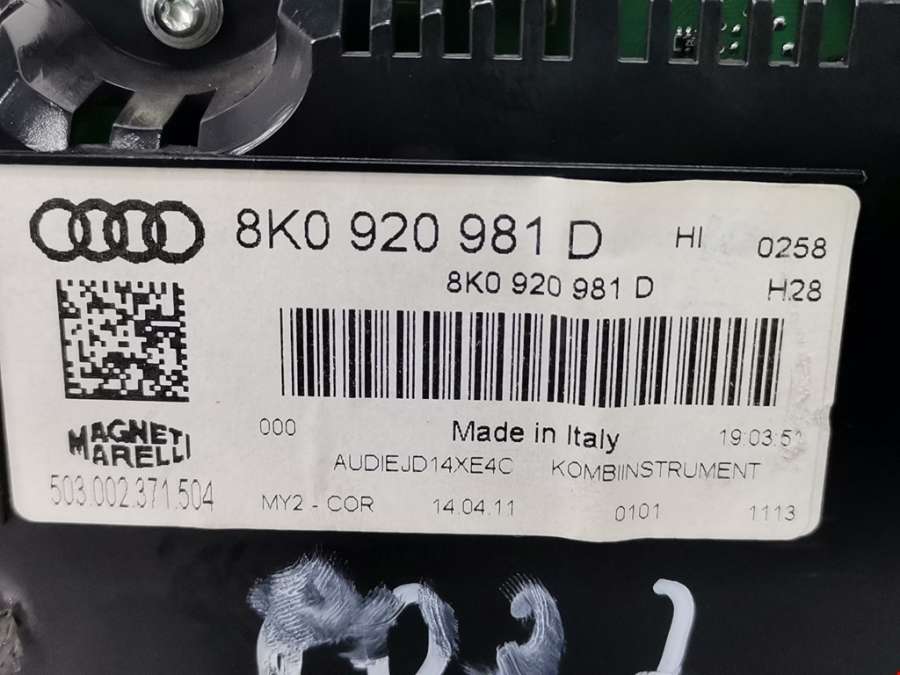 8K0 920 981 D HI 0258
8K0 920 981 D H28
MAGNETI
MARELLI
503.002.371.504
000 Made in Italy
AUDIEJD14XE4C KOMBIINSTRUMENT
MY2 - COR 14.04.11 0101 1113